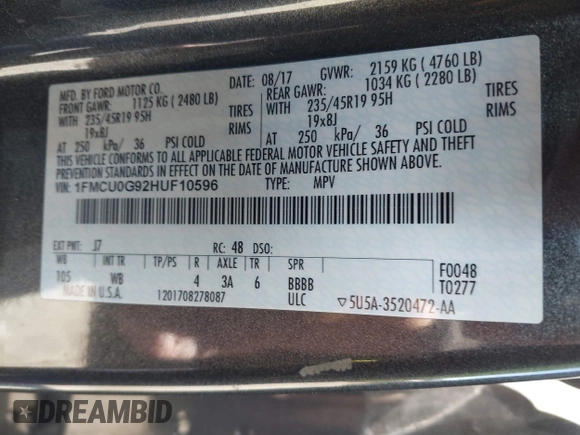 MFD. BY FORD MOTOR CO.
DATE: 08/17 GVWR: 2159 KG ( 4760 LB)
FRONT GAWR: 1125 KG ( 2480 LB) REAR GAWR: 1034 KG ( 2280 LB)
WITH 235/45R19 95H TIRES WITH 235/45R19 95H TIRES
19x8J RIMS 19x8J RIMS
AT 250 kPa/ 36 PSI COLD AT 250 kPa/ 36 PSI COLD
THIS VEHICLE CONFORMS TO ALL APPLICABLE FEDERAL MOTOR VEHICLE SAFETY AND THEFT
PREVENTION STANDARDS IN EFFECT ON THE DATE OF MANUFACTURE SHOWN ABOVE.
VIN: 1FMCU0G92HUF10596 TYPE: MPV
EXT PNT: J7 RC: 48 DSO:
WB INT TR TP/PS R AXLE TR SPR
105 WB 4 3A 6 BBBB
F0048
T0277
MADE IN U.S.A. 1201708278087 ULC ▽5U5A-3520472-AA
DREAMBID